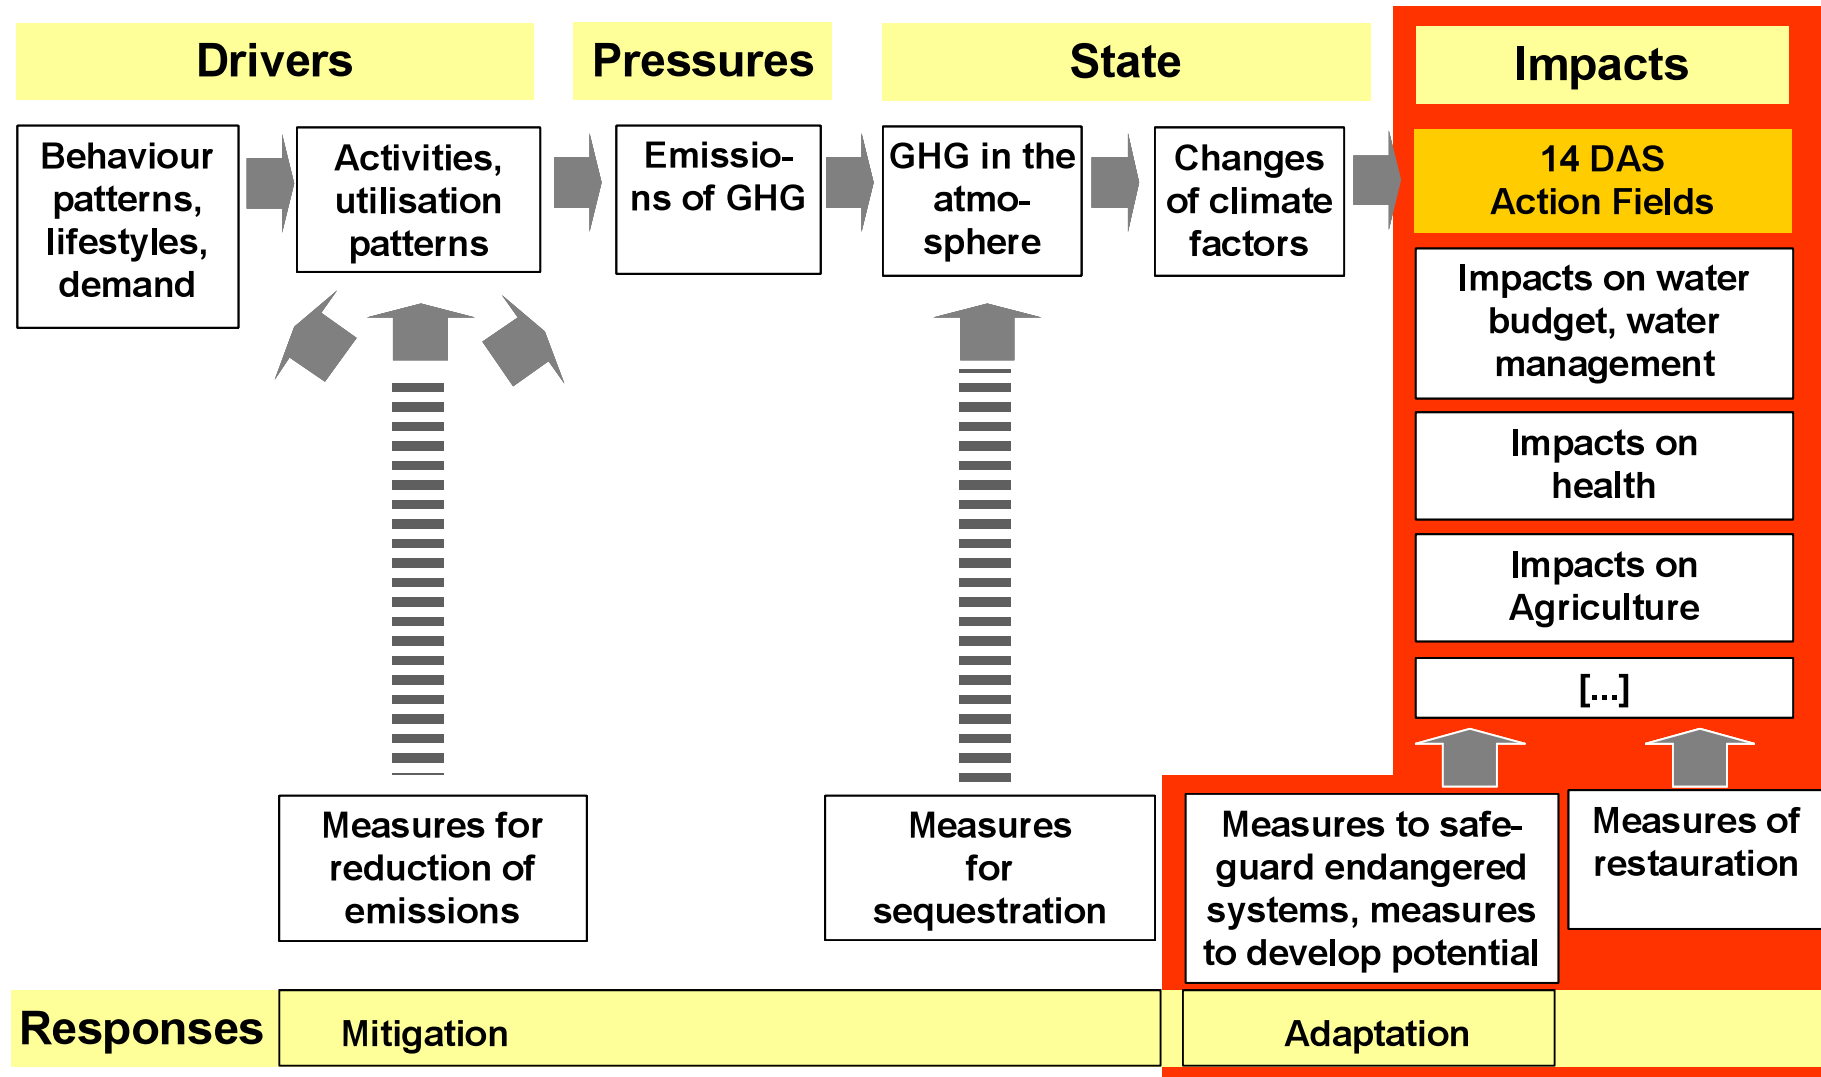 Drivers
Pressures
State
Impacts
Behaviour
patterns,
lifestyles,
demand
Activities,
utilisation
patterns
Emissio-
ns of GHG
GHG in the
atmo-
sphere
Changes
of climate
factors
14 DAS
Action Fields
Impacts on water
budget, water
management
Impacts on
health
Impacts on
Agriculture
[...]
Measures for
reduction of
emissions
Measures
for
sequestration
Measures to safe-
guard endangered
systems, measures
to develop potential
Measures of
restauration
Responses
Mitigation
Adaptation